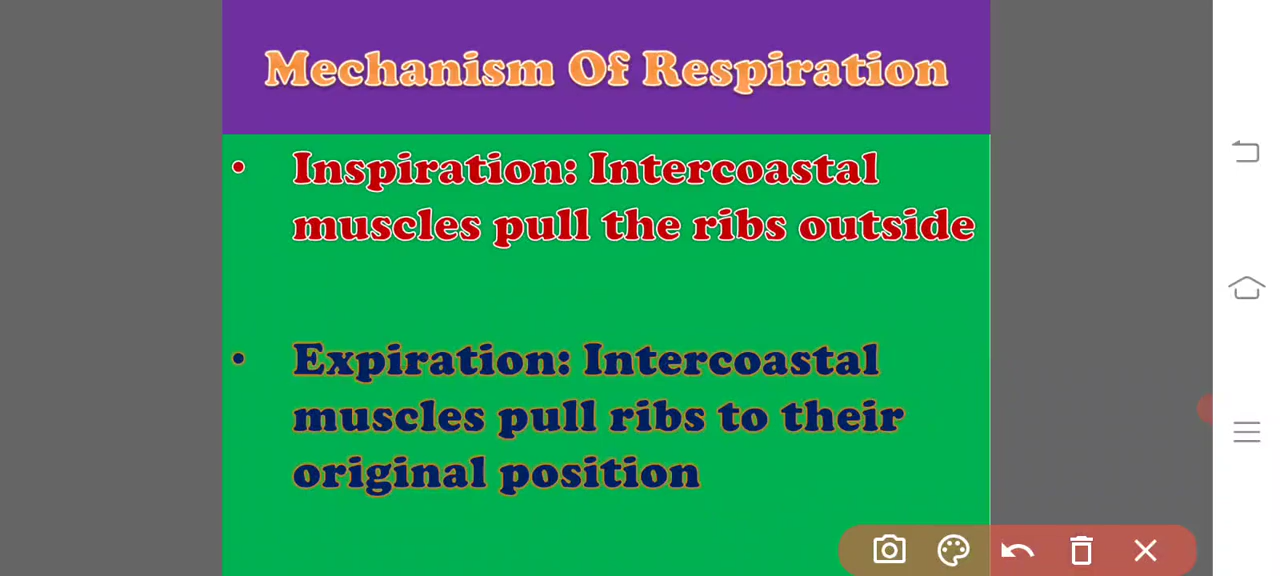 Mechanism Of Respiration
• Inspiration: Intercoastal
muscles pull the ribs outside
• Expiration: Intercoastal
muscles pull ribs to their
original position